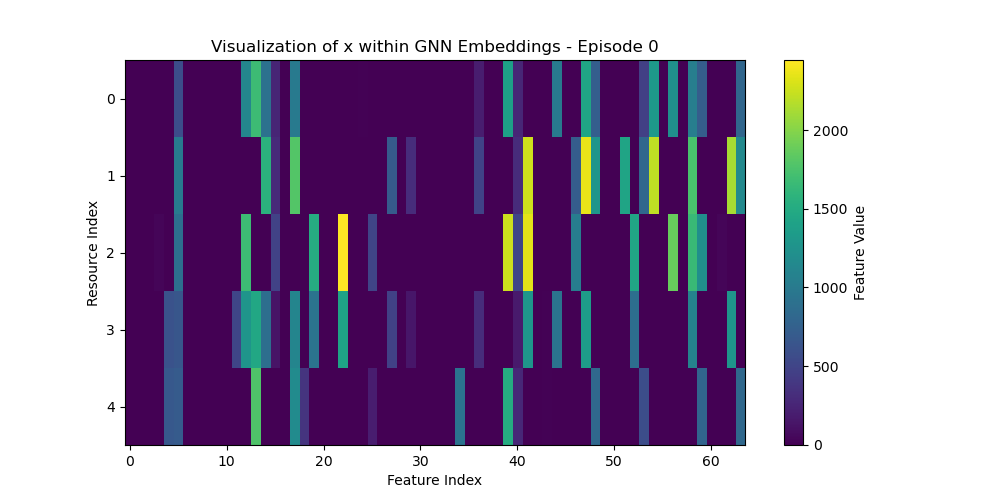 Visualization of x within GNN Embeddings - Episode 0
Resource Index
0
1
2
3
4
0 10 20 30 40 50 60
Feature Index
2000
1500
1000
500
0
Feature Value